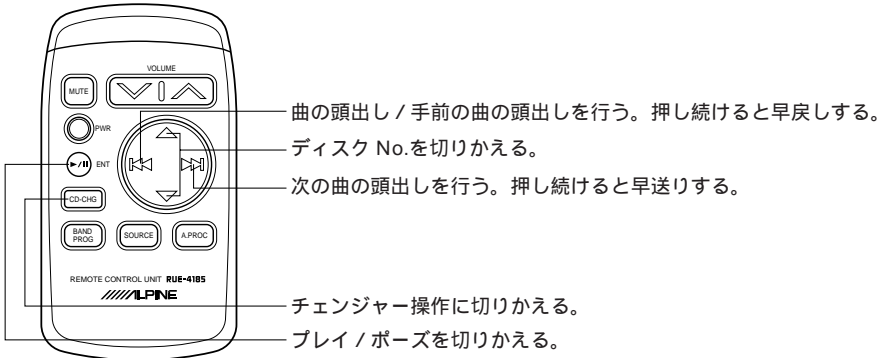 VOLUME
MUTE
PWR
ENT
CD-CHG
BAND
PROG
SOURCE
A.PROC
REMOTE CONTROL UNIT RUE-4185
ALPINE
曲の頭出し / 手前の曲の頭出しを行う。押し続けると早戻しする。
ディスク No.を切りかえる。
次の曲の頭出しを行う。押し続けると早送りする。
チェンジャー操作に切りかえる。
プレイ / ポーズを切りかえる。